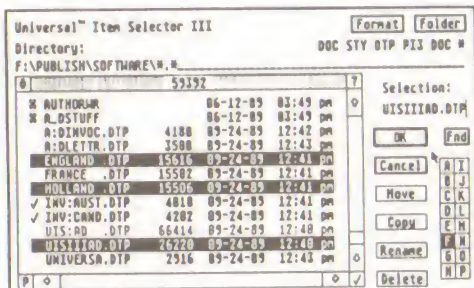 Universal™ Item Selector III
Format Folder
Directory: DOC STY DTP PI3 DOC *
F:\PUBLISH\SOFTWARE\*.*
59392 ?
Selection:
UISIIIAD.DTP
AUTHORWR 06-12-89 03:49 pm
A_DSTUFF 06-12-89 03:49 pm
A:DINVOC.DTP 4188 09-24-89 12:42 pm
A:DLETTR.DTP 3508 09-24-89 12:43 pm
ENGLAND .DTP 15616 09-24-89 12:41 pm
FRANCE .DTP 15502 09-24-89 12:41 pm
HOLLAND .DTP 15506 09-24-89 12:41 pm
✓ INV:AUST.DTP 4818 09-24-89 12:41 pm
✓ INV:CAND.DTP 4202 09-24-89 12:41 pm
UIS:AD .DTP 66414 09-24-89 12:40 pm
UISIIIAD.DTP 26220 09-24-89 12:40 pm
UNIVERSA.DTP 2916 09-24-89 12:43 pm
P ✓
OK Fnd
Cancel
Move
Copy
Rename
Delete
A I
B J
C K
D L
E M
F N
G O
H P